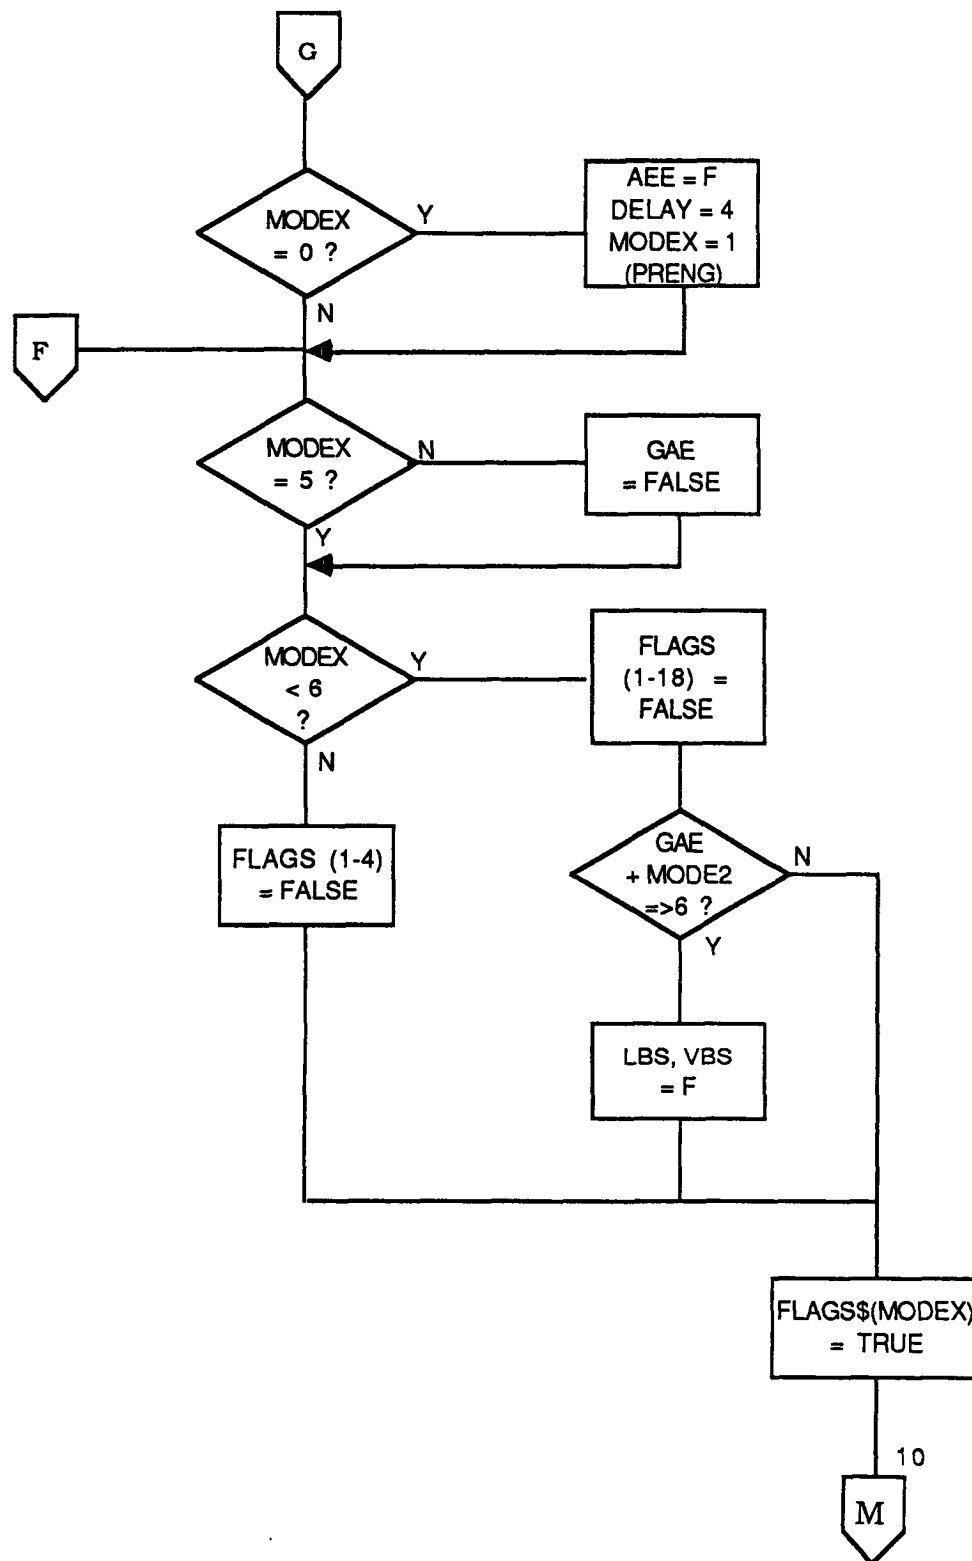 G
MODEX
= 0 ?
Y
AEE = F
DELAY = 4
MODEX = 1
(PRENG)
N
F
MODEX
= 5 ?
N
GAE
= FALSE
Y
MODEX
< 6
?
Y
FLAGS
(1-18) =
FALSE
N
FLAGS (1-4)
= FALSE
GAE
+ MODE2
=>6 ?
N
Y
LBS, VBS
= F
FLAGS$(MODEX)
= TRUE
10
M